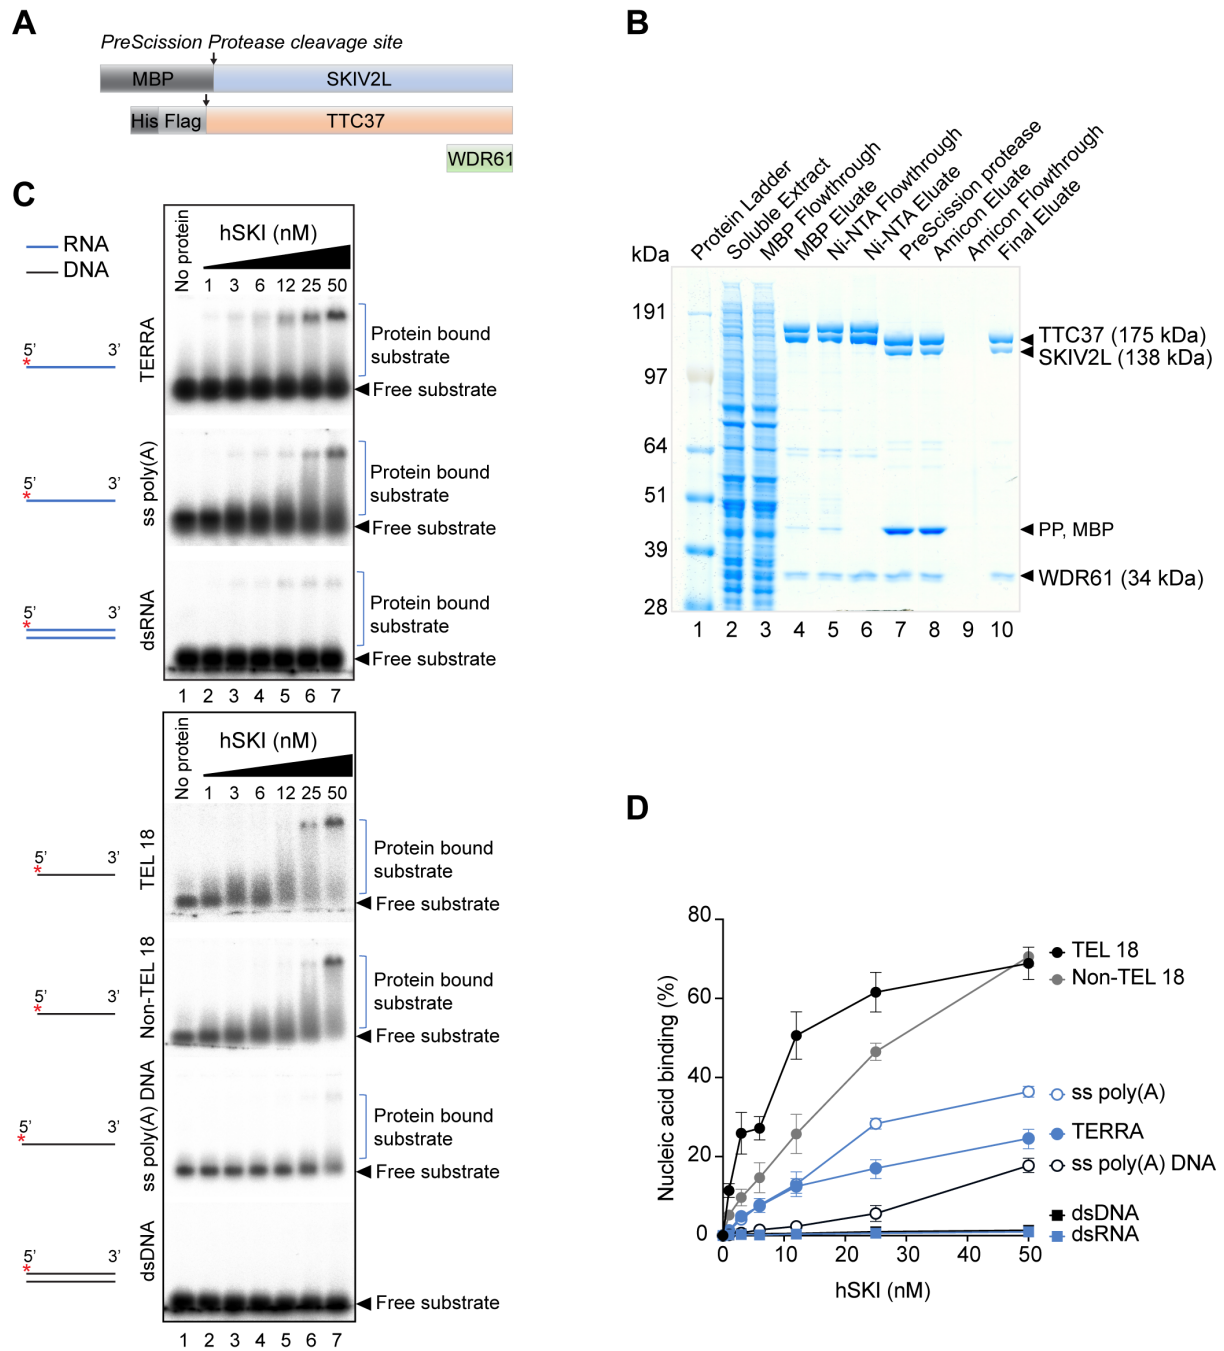 A
PreScission Protease cleavage site
MBP SKIV2L
His Flag TTC37
WDR61
B
kDa
Protein Ladder
Soluble Extract
MBP Flowthrough
MBP Eluate
Ni-NTA Flowthrough
Ni-NTA Eluate
PreScission protease
Amicon Eluate
Amicon Flowthrough
Final Eluate
191
97
64
51
39
28
TTC37 (175 kDa)
SKIV2L (138 kDa)
PP, MBP
WDR61 (34 kDa)
1 2 3 4 5 6 7 8 9 10
C
RNA
DNA
No protein
hSKI (nM)
1 3 6 12 25 50
5' 3'
*
TERRA
Protein bound
substrate
Free substrate
5' 3'
*
ss poly(A)
Protein bound
substrate
Free substrate
5' 3'
*
dsRNA
Protein bound
substrate
Free substrate
1 2 3 4 5 6 7
No protein
hSKI (nM)
1 3 6 12 25 50
5' 3'
*
TEL 18
Protein bound
substrate
Free substrate
5' 3'
*
Non-TEL 18
Protein bound
substrate
Free substrate
5' 3'
*
ss poly(A) DNA
Protein bound
substrate
Free substrate
5' 3'
*
dsDNA
Free substrate
1 2 3 4 5 6 7
D
Nucleic acid binding (%)
80
60
40
20
0
0 10 20 30 40 50
hSKI (nM)
TEL 18
Non-TEL 18
ss poly(A)
TERRA
ss poly(A) DNA
dsDNA
dsRNA